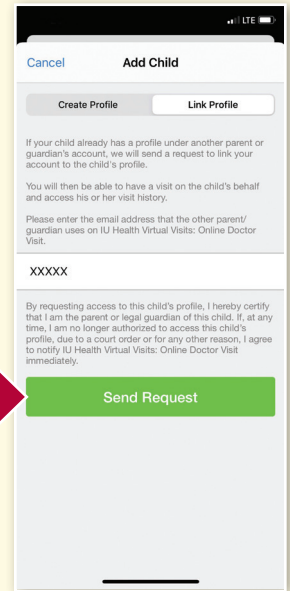 LTE
Cancel Add Child
Create Profile Link Profile
If your child already has a profile under another parent or
guardian's account, we will send a request to link your
account to the child's profile.
You will then be able to have a visit on the child's behalf
and access his or her visit history.
Please enter the email address that the other parent/
guardian uses on IU Health Virtual Visits: Online Doctor
Visit.
XXXXX
By requesting access to this child's profile, I hereby certify
that I am the parent or legal guardian of this child. If, at any
time, I am no longer authorized to access this child's
profile, due to a court order or for any other reason, I agree
to notify IU Health Virtual Visits: Online Doctor Visit
immediately.
Send Request